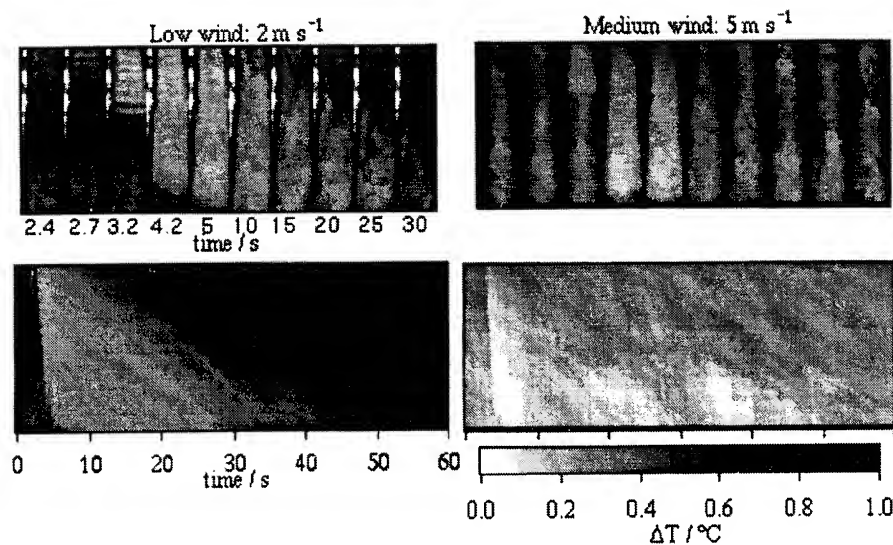 Low wind: 2 m s⁻¹
Medium wind: 5 m s⁻¹
2.4 2.7 3.2 4.2 5 10 15 20 25 30
time / s
0 10 20 30 40 50 60
time / s
0.0 0.2 0.4 0.6 0.8 1.0
ΔT / °C